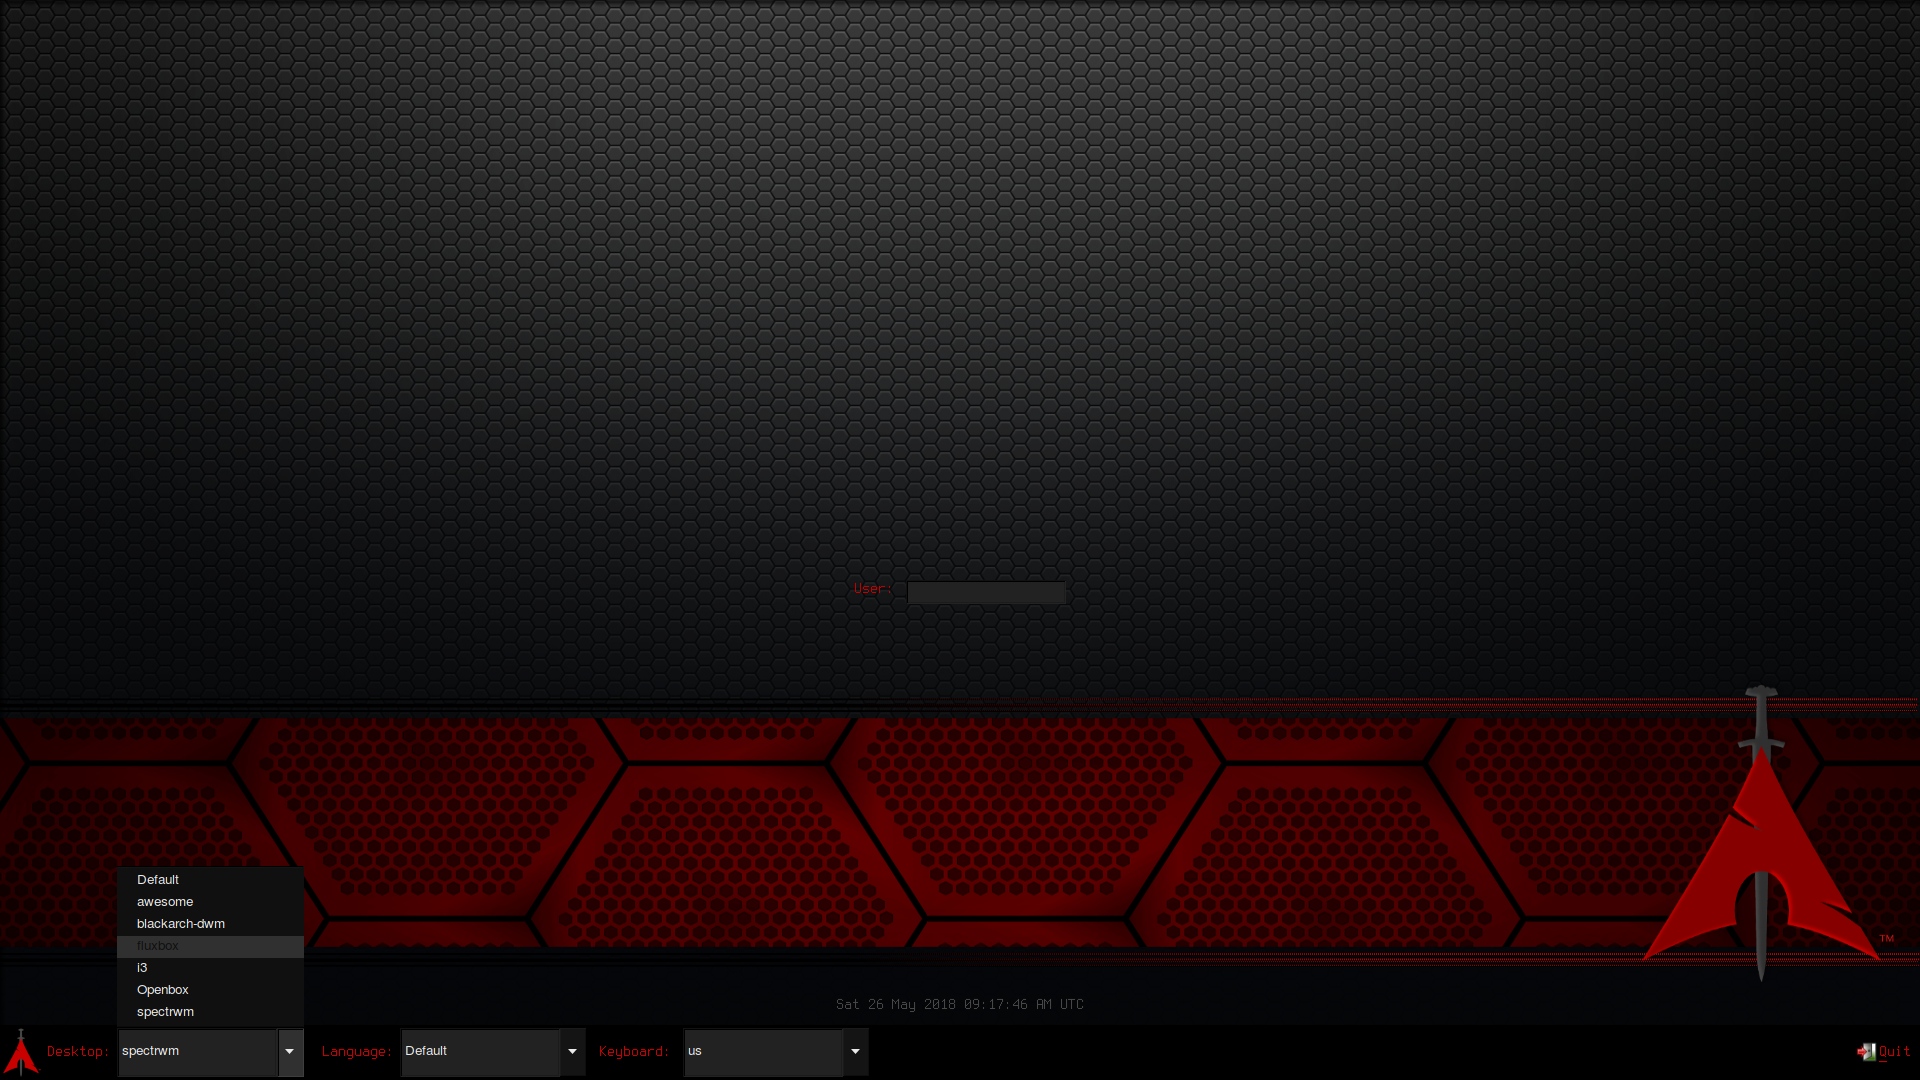 User:
TM
Default
awesome
blackarch-dwm
fluxbox
i3
Openbox
spectrwm
Sat 26 May 2018 09:17:46 AM UTC
Desktop: spectrwm Language: Default Keyboard: us Quit